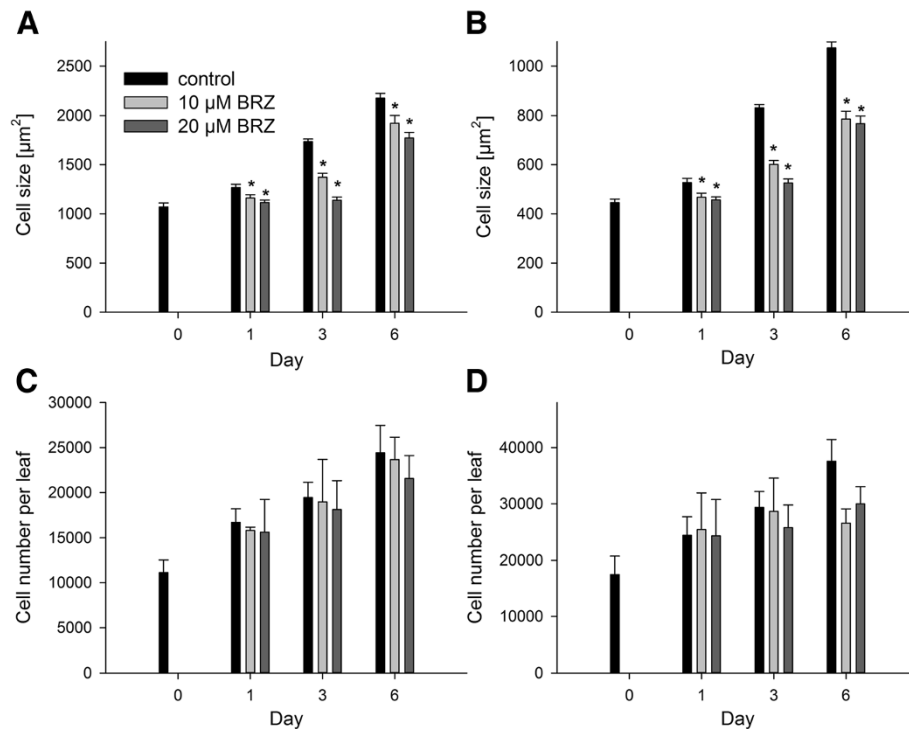 A
Cell size [µm²]
2500
2000
1500
1000
500
0
control
10 µM BRZ
20 µM BRZ
* * * * * *
0 1 3 6
Day
B
Cell size [µm²]
1000
800
600
400
200
0
* * * * * *
0 1 3 6
Day
C
Cell number per leaf
30000
25000
20000
15000
10000
5000
0
0 1 3 6
Day
D
Cell number per leaf
40000
30000
20000
10000
0
0 1 3 6
Day